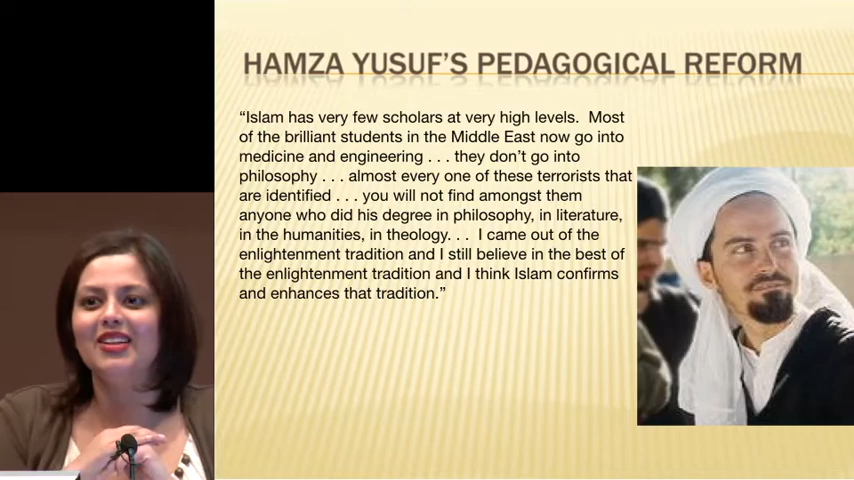 HAMZA YUSUF'S PEDAGOGICAL REFORM
“Islam has very few scholars at very high levels.  Most
of the brilliant students in the Middle East now go into
medicine and engineering . . . they don’t go into
philosophy . . . almost every one of these terrorists that
are identified . . . you will not find amongst them
anyone who did his degree in philosophy, in literature,
in the humanities, in theology. . .  I came out of the
enlightenment tradition and I still believe in the best of
the enlightenment tradition and I think Islam confirms
and enhances that tradition.”